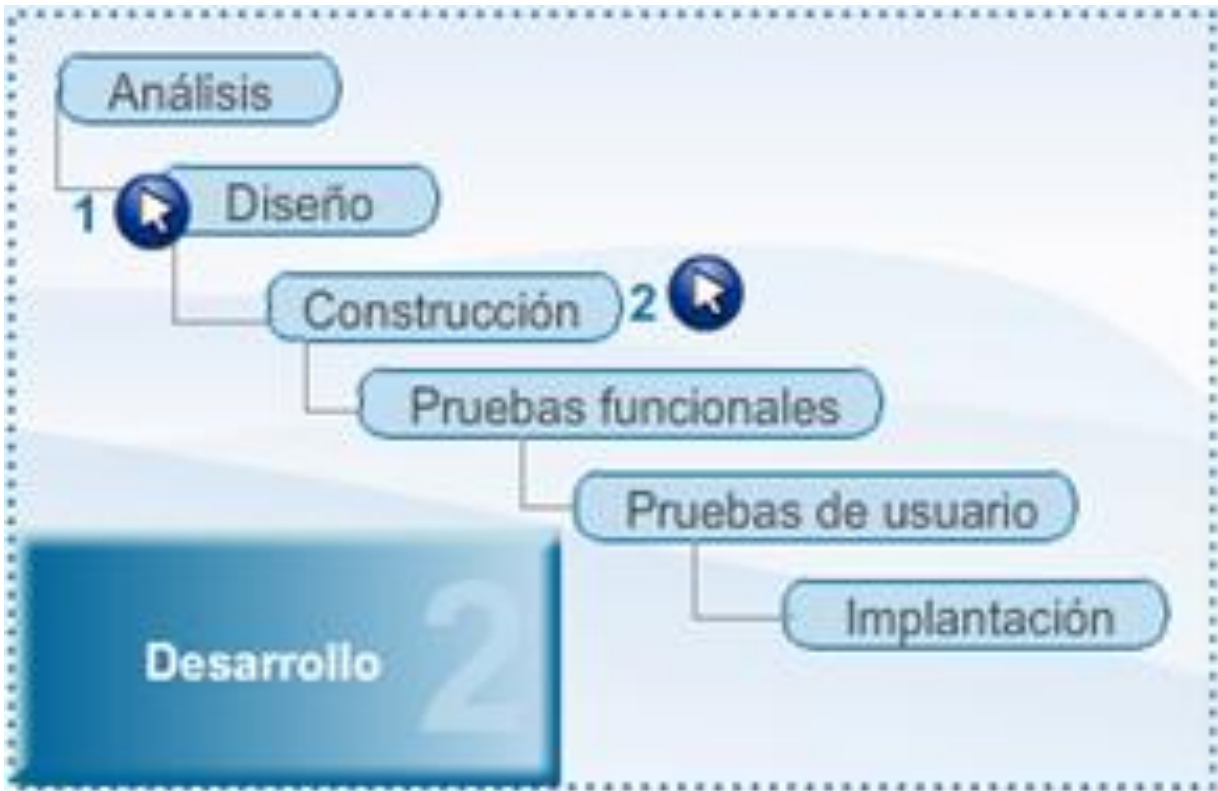 Análisis
1 Diseño
Construcción 2
Pruebas funcionales
Pruebas de usuario
Implantación
Desarrollo 2